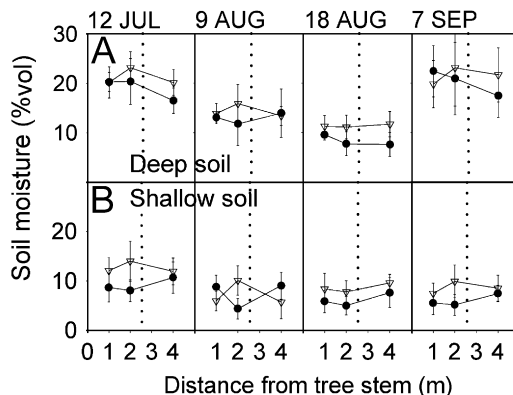 12 JUL 9 AUG 18 AUG 7 SEP
30
A
20
10
Deep soil
B Shallow soil
20
10
0
Soil moisture (%vol)
0 1 2 3 4 1 2 3 4 1 2 3 4 1 2 3 4
Distance from tree stem (m)